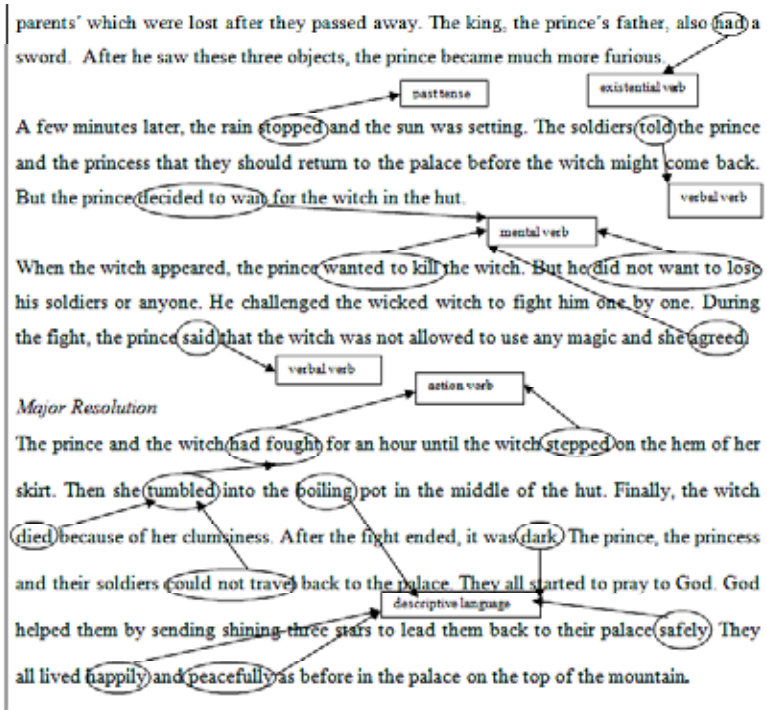 parents´ which were lost after they passed away. The king, the prince´s father, also had a
sword. After he saw these three objects, the prince became much more furious.
past tense
existential verb
A few minutes later, the rain stopped and the sun was setting. The soldiers told the prince
and the princess that they should return to the palace before the witch might come back.
But the prince decided to wait for the witch in the hut.
verbal verb
mental verb
When the witch appeared, the prince wanted to kill the witch. But he did not want to lose
his soldiers or anyone. He challenged the wicked witch to fight him one by one. During
the fight, the prince said that the witch was not allowed to use any magic and she agreed.
verbal verb
action verb
Major Resolution
The prince and the witch had fought for an hour until the witch stepped on the hem of her
skirt. Then she tumbled into the boiling pot in the middle of the hut. Finally, the witch
died because of her clumsiness. After the fight ended, it was dark. The prince, the princess
and their soldiers could not travel back to the palace. They all started to pray to God. God
descriptive language
helped them by sending shining three stars to lead them back to their palace safely. They
all lived happily and peacefully as before in the palace on the top of the mountain.